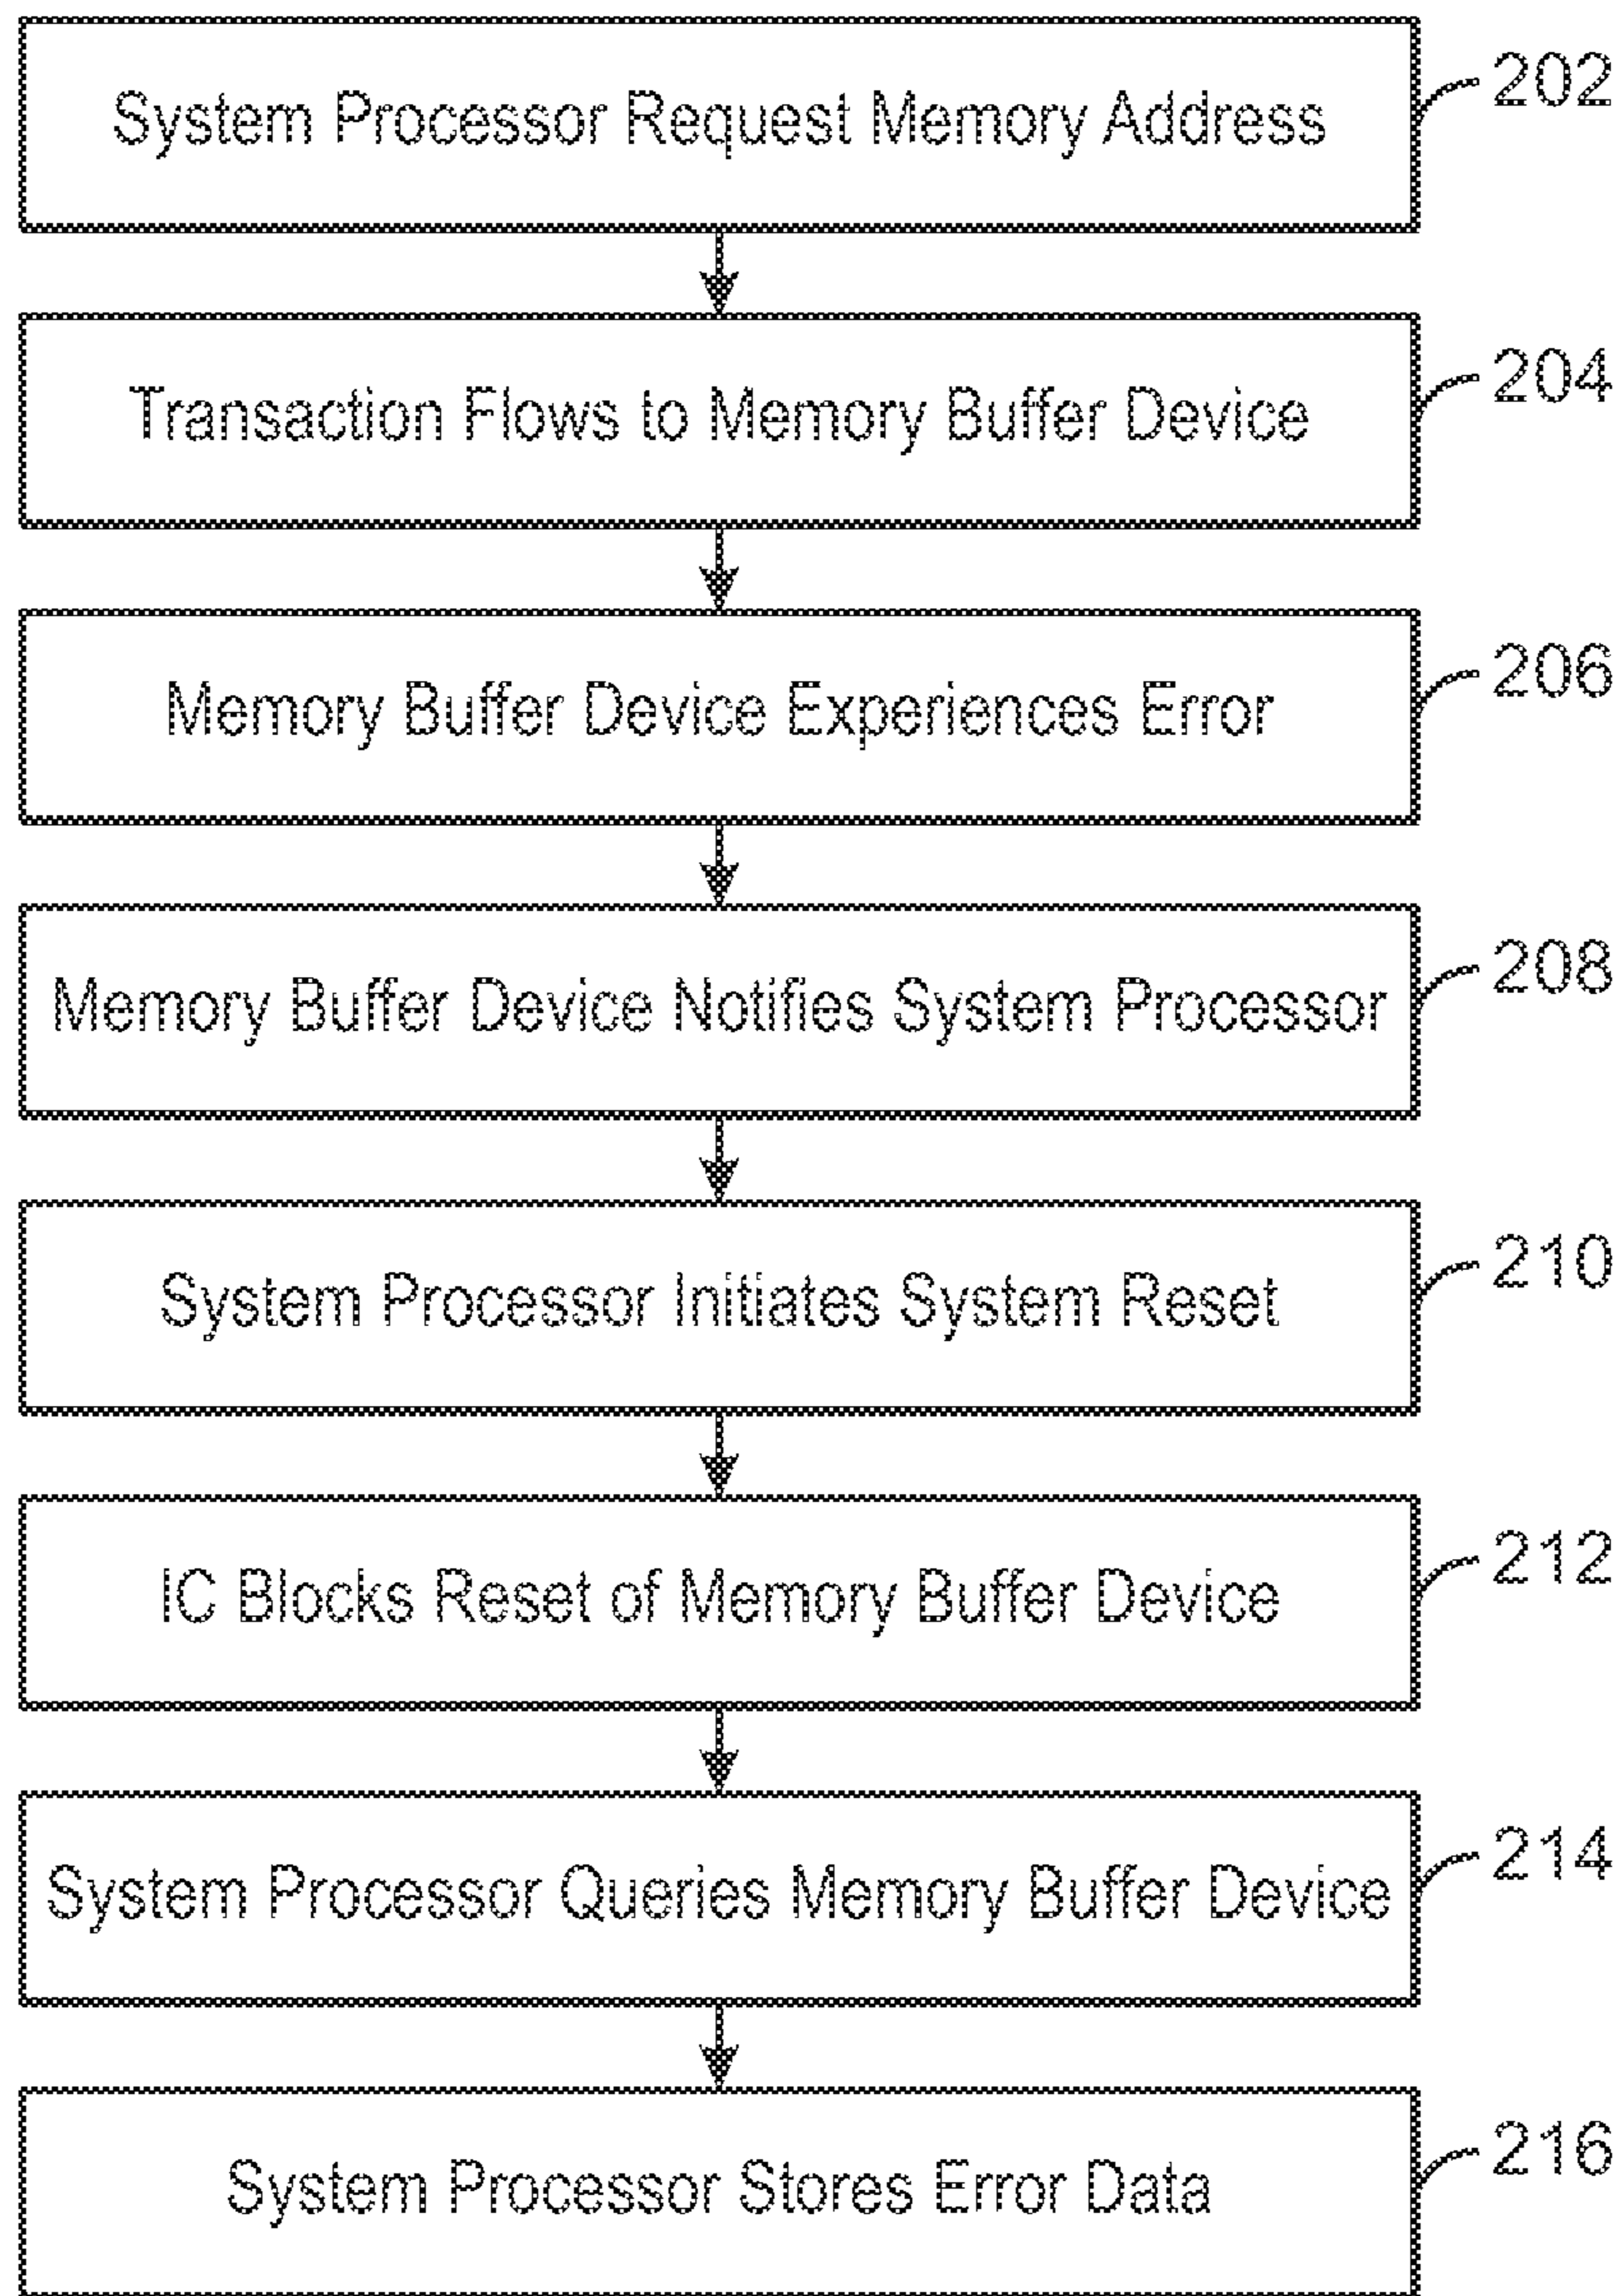 System Processor Request Memory Address
202
Transaction Flows to Memory Buffer Device
204
Memory Buffer Device Experiences Error
206
Memory Buffer Device Notifies System Processor
208
System Processor Initiates System Reset
210
IC Blocks Reset of Memory Buffer Device
212
System Processor Queries Memory Buffer Device
214
System Processor Stores Error Data
216